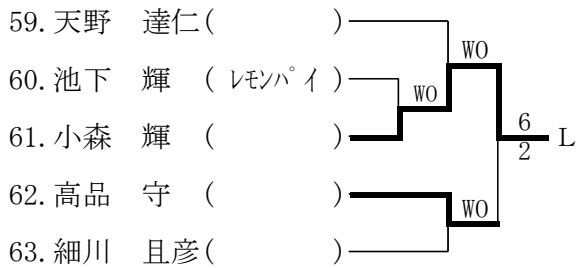 59. 天野 達仁( )
WO
60. 池下 輝 ( レモンパイ )
WO
61. 小森 輝 ( )
6
2
L
62. 高品 守 ( )
WO
63. 細川 且彦( )